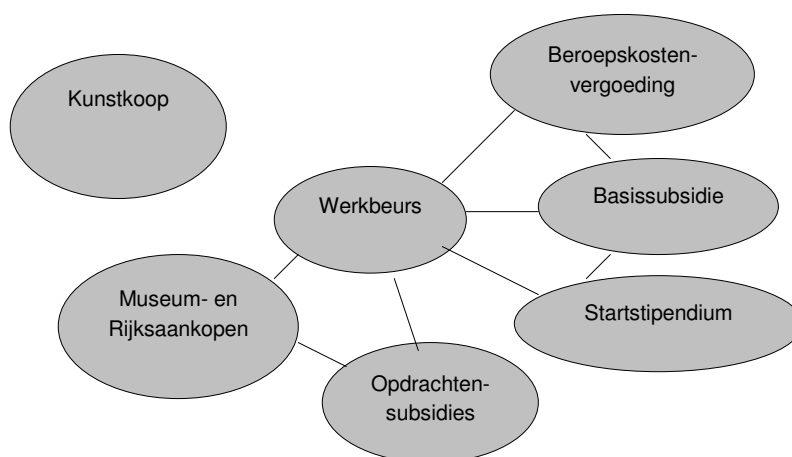 Beroepskosten-
vergoeding
Kunstkoop
Werkbeurs
Basissubsidie
Museum- en
Rijksaankopen
Startstipendium
Opdrachten-
subsidies